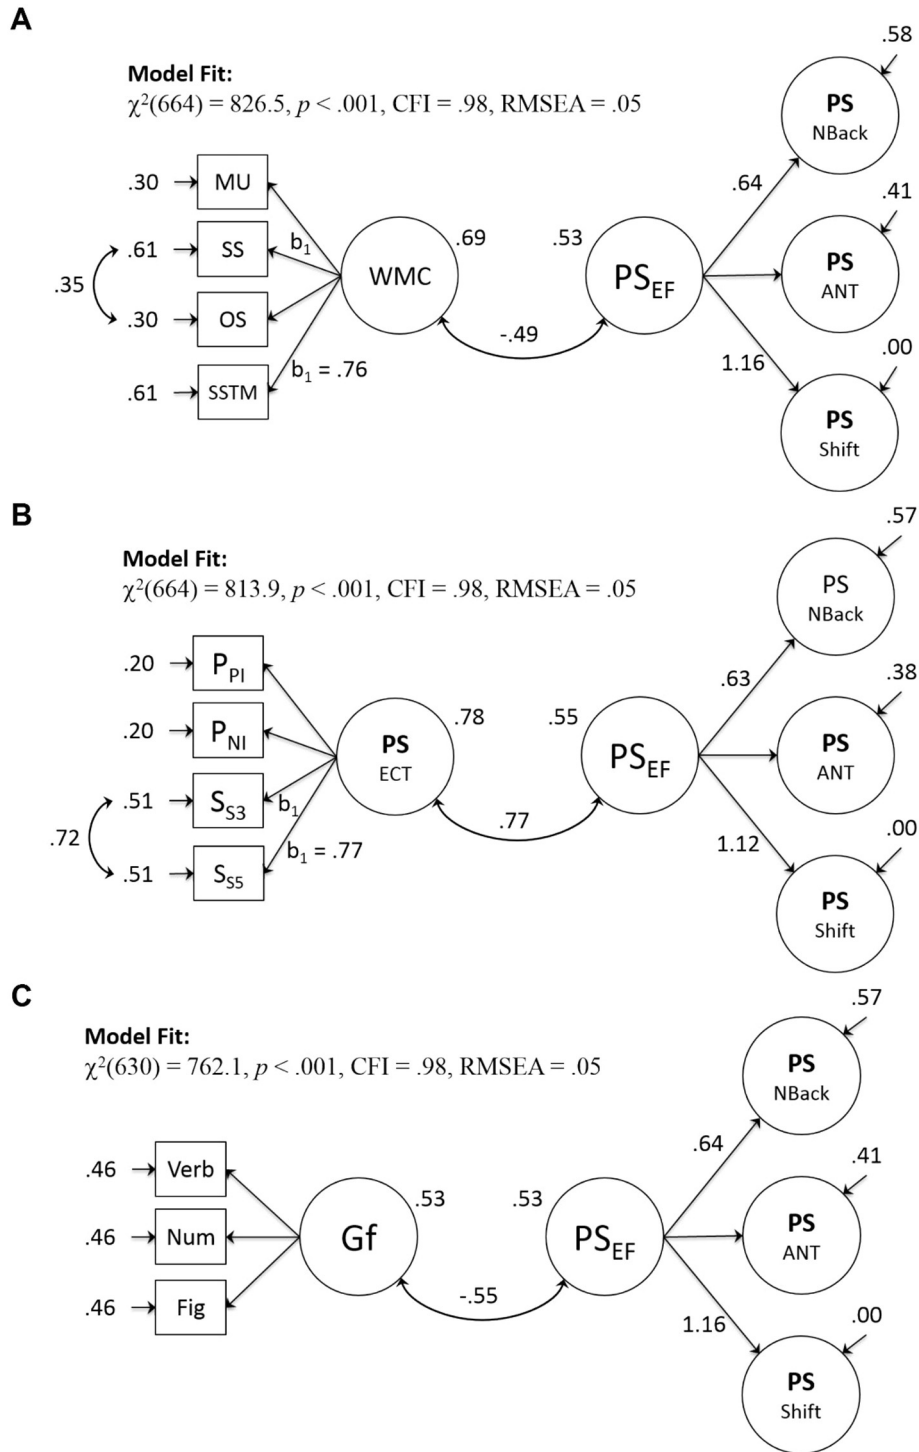 A
Model Fit:
χ²(664) = 826.5, p < .001, CFI = .98, RMSEA = .05
.58
PS
NBack
.30
MU
.64
.41
.61
SS
b₁
.69
.53
.35
WMC
PS_EF
PS
ANT
.30
OS
-.49
.00
.61
SSTM
b₁ = .76
1.16
PS
Shift
B
Model Fit:
χ²(664) = 813.9, p < .001, CFI = .98, RMSEA = .05
.57
PS
NBack
.20
P_PI
.63
.38
.20
P_NI
.78
.55
PS
ECT
PS_EF
PS
ANT
.51
S_S3
b₁
.72
.77
.00
.51
S_S5
b₁ = .77
1.12
PS
Shift
C
Model Fit:
χ²(630) = 762.1, p < .001, CFI = .98, RMSEA = .05
.57
PS
NBack
.64
.41
.46
Verb
.53
.53
.46
Num
Gf
PS_EF
PS
ANT
.46
Fig
-.55
1.16
.00
PS
Shift